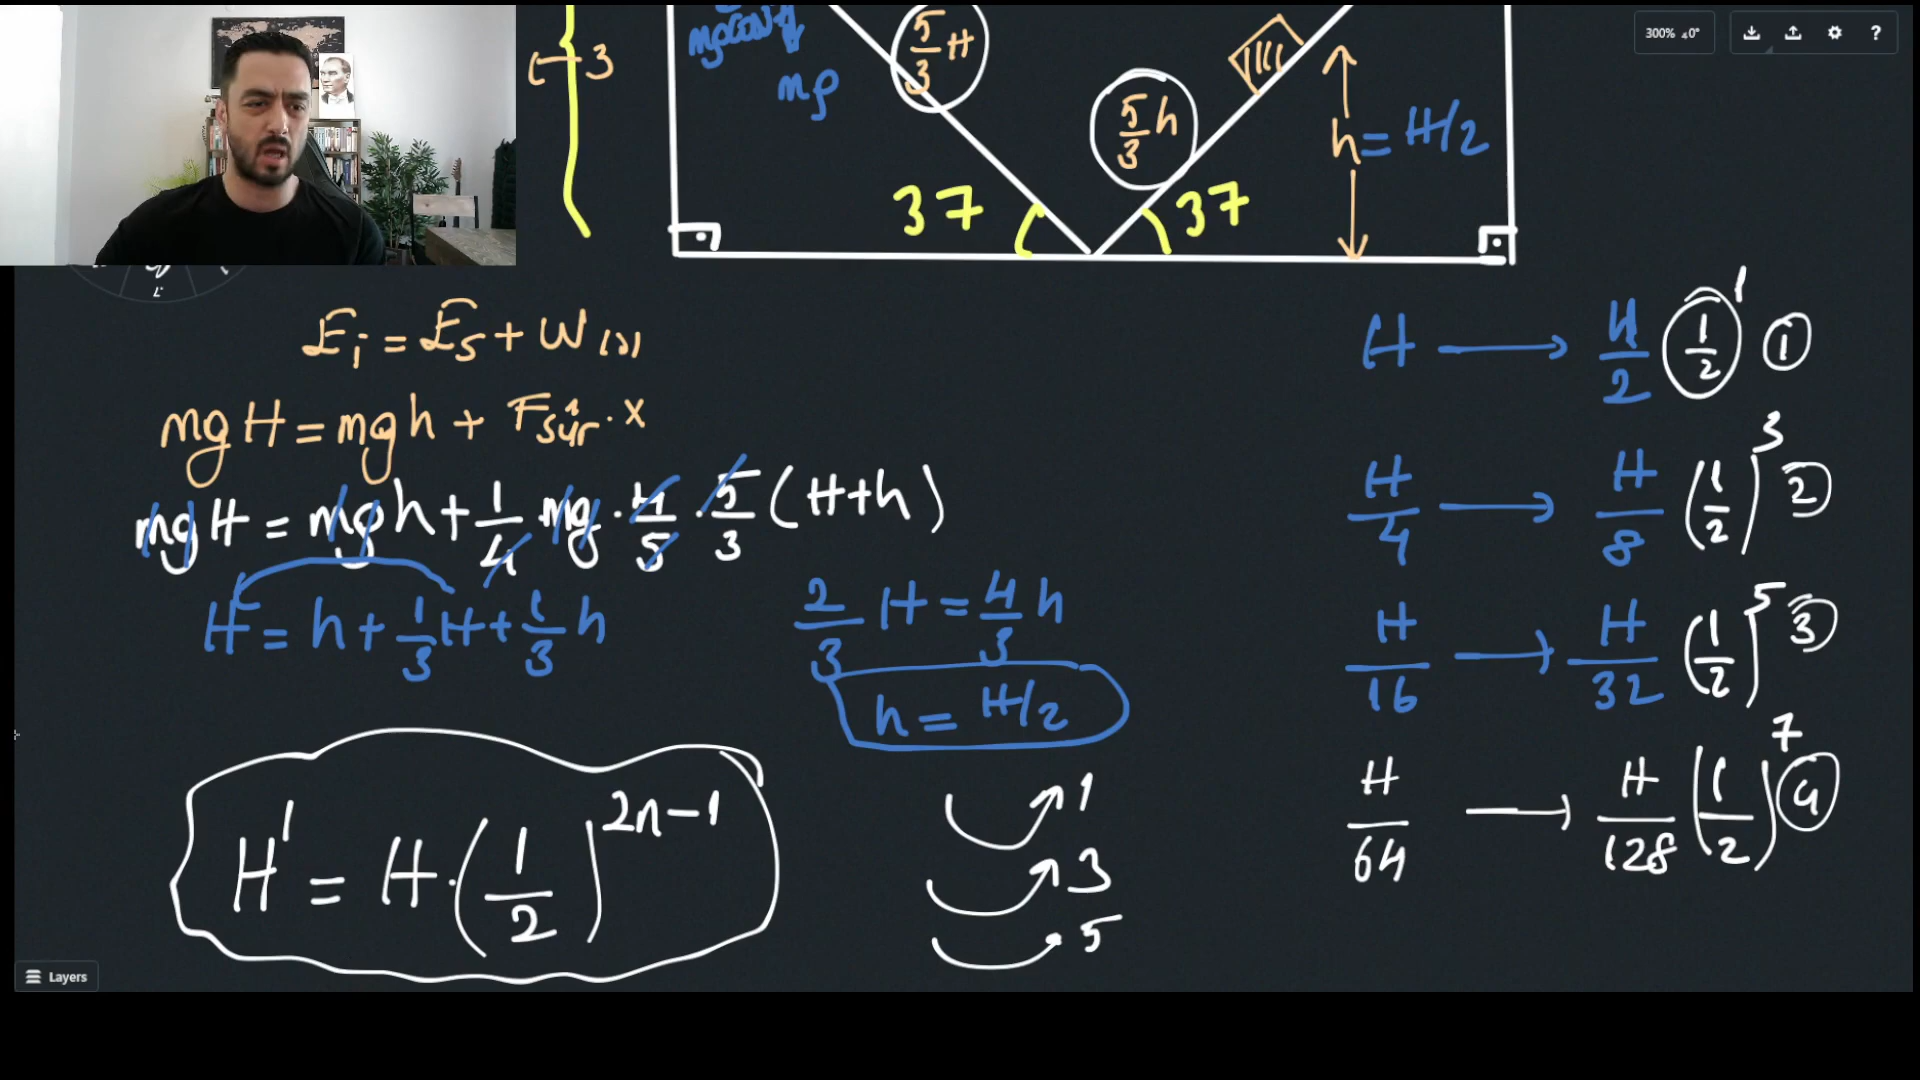 300% 40°
?
3
mgcos37
mg
5/3 H
5/3 h
h = H/2
37
37
Ei = Es + W(s)
mgH = mgh + Fsür . x
mgH = mgh + 1/4 mg . 4/5 . 5/3 (H+h)
H = h + 1/3 H + 1/3 h
2/3 H = 4/3 h
h = H/2
H' = H . (1/2)^2n-1
1
3
5
H → H/2 (1/2)^1 ①
H/4 → H/8 (1/2)^3 ②
H/16 → H/32 (1/2)^5 ③
H/64 → H/128 (1/2)^7 ④
Layers